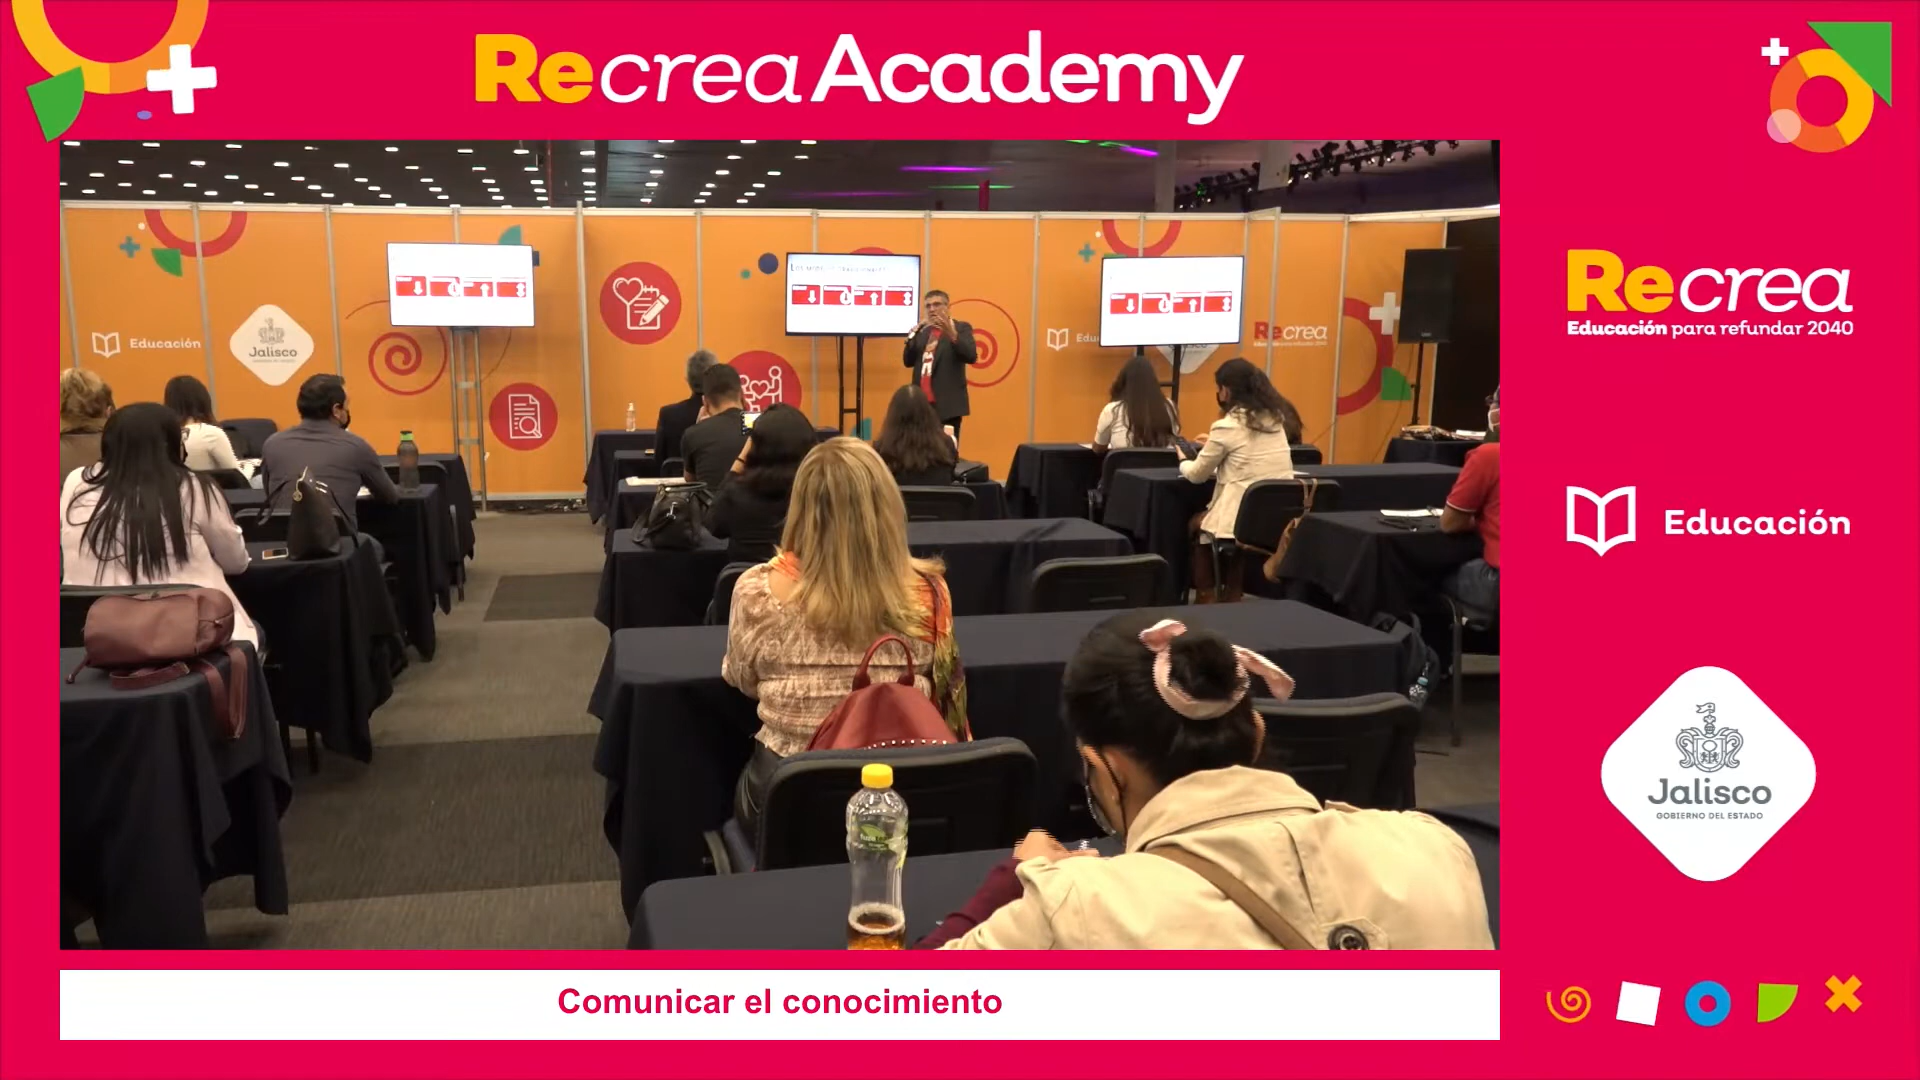 Recrea Academy
Educación
Jalisco
Recrea
Recrea
Educación para refundar 2040
Educación
Jalisco
GOBIERNO DEL ESTADO
Comunicar el conocimiento